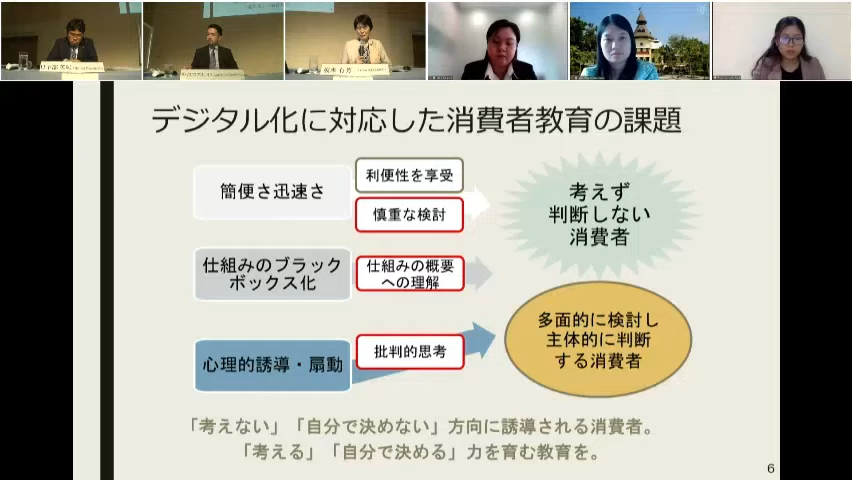 デジタル化に対応した消費者教育の課題
簡便さ迅速さ
利便性を享受
慎重な検討
考えず
判断しない
消費者
仕組みのブラック
ボックス化
仕組みの概要
への理解
心理的誘導・扇動
批判的思考
多面的に検討し
主体的に判断
する消費者
「考えない」「自分で決めない」方向に誘導される消費者。
「考える」「自分で決める」力を育む教育を。
6